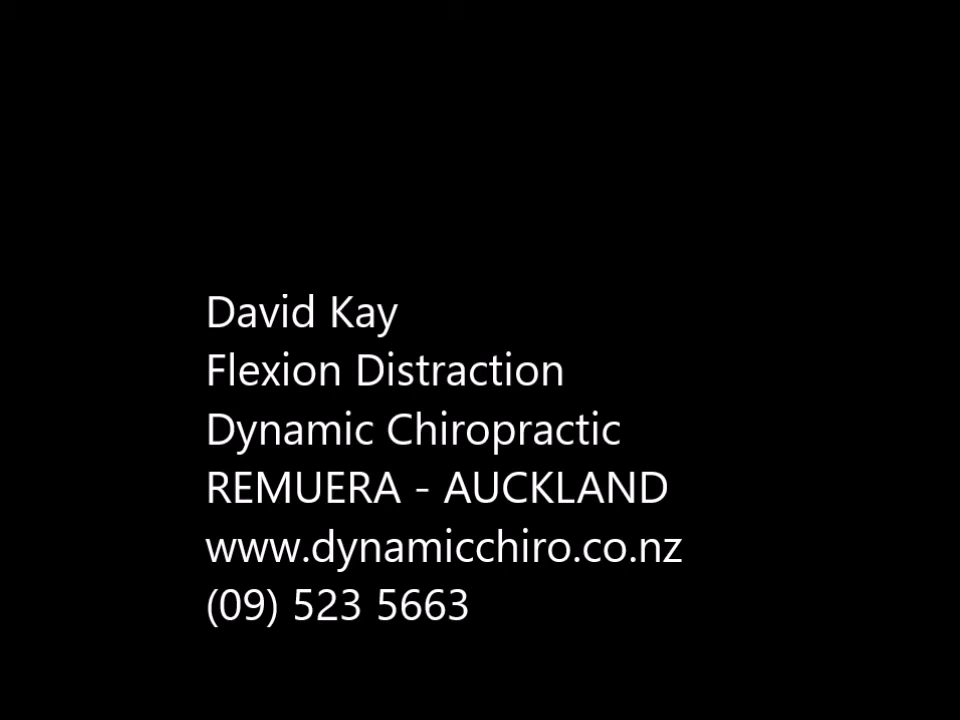 David Kay
Flexion Distraction
Dynamic Chiropractic
REMUERA - AUCKLAND
www.dynamicchiro.co.nz
(09) 523 5663